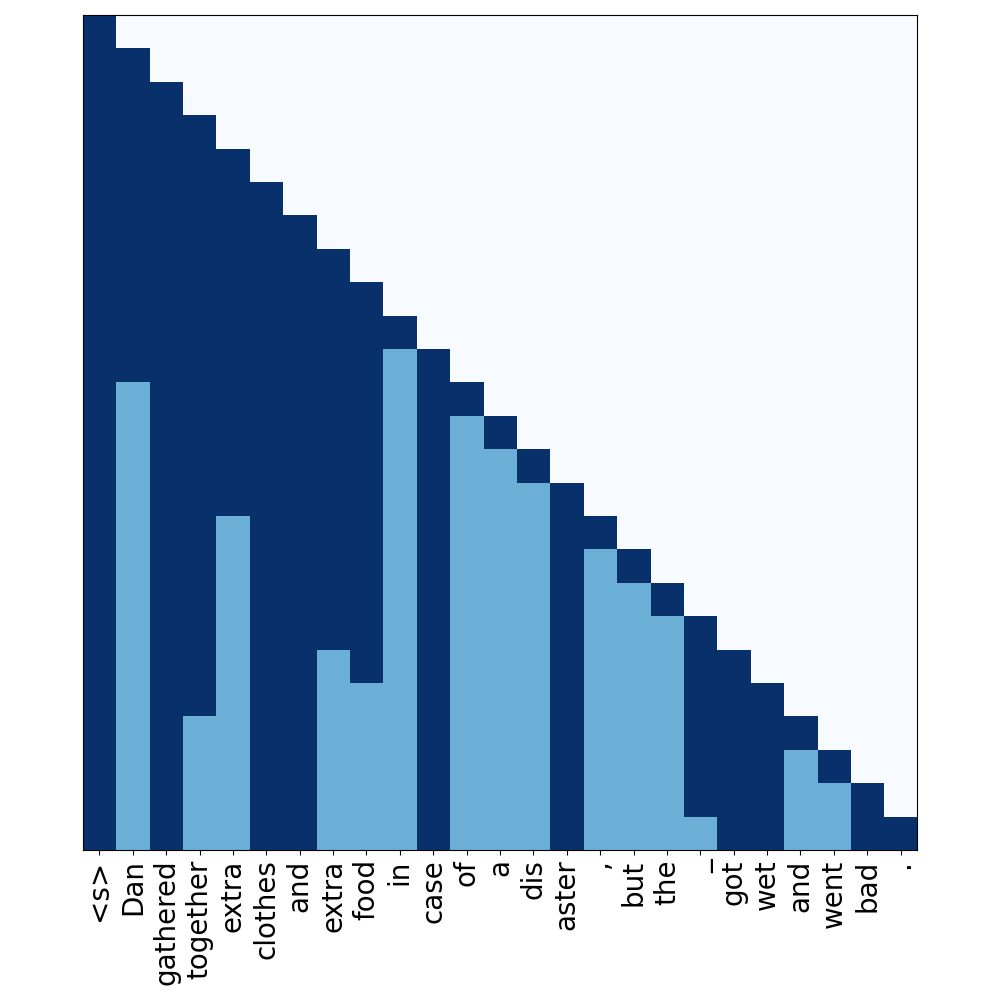 <s> Dan gathered together extra clothes and extra food in case of a dis aster , but the _ got wet and went bad .